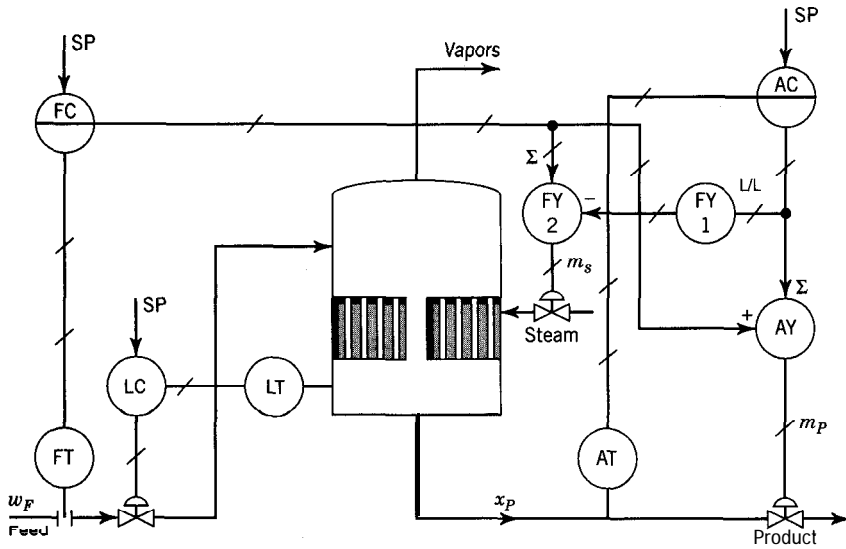 SP
SP
Vapors
FC
AC
Σ
L/L
FY
2
−
FY
1
m_s
SP
Σ
+
AY
Steam
LC
LT
m_P
FT
AT
w_F
x_P
Feed
Product